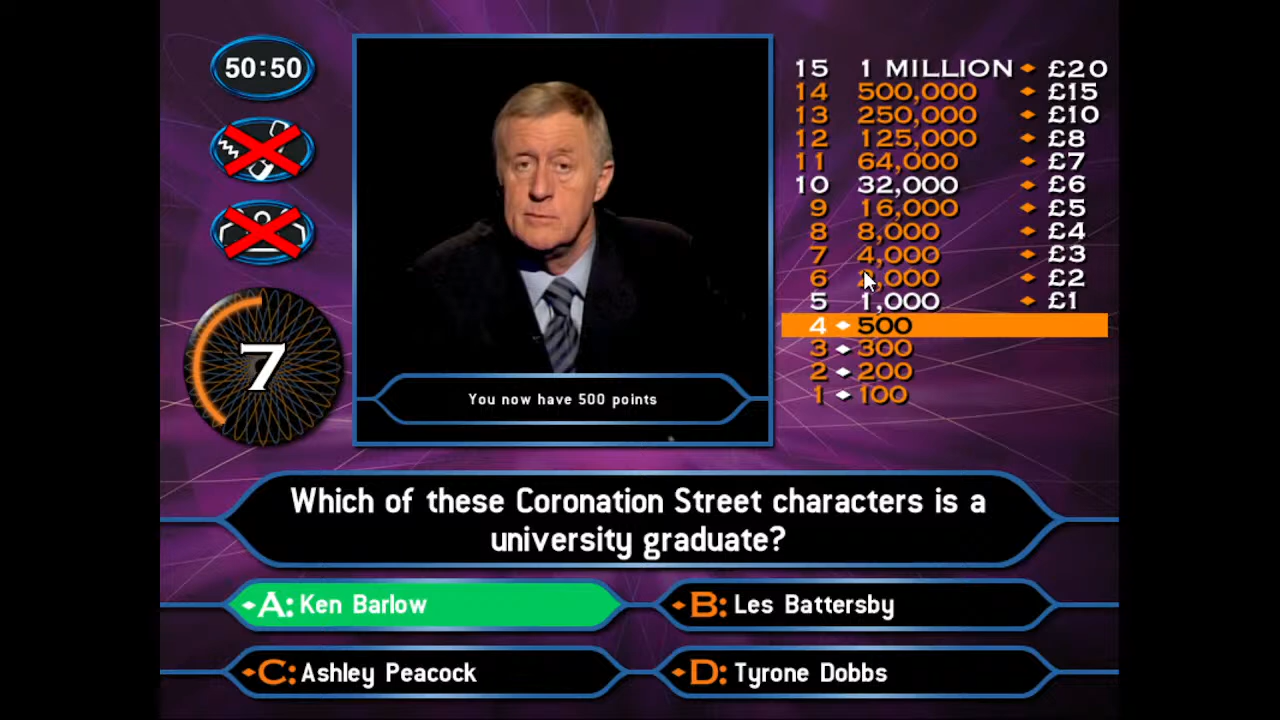 50:50
7
You now have 500 points
15 1 MILLION £20
14 500,000 £15
13 250,000 £10
12 125,000 £8
11 64,000 £7
10 32,000 £6
9 16,000 £5
8 8,000 £4
7 4,000 £3
6 2,000 £2
5 1,000 £1
4 500
3 300
2 200
1 100
Which of these Coronation Street characters is a
university graduate?
A: Ken Barlow
B: Les Battersby
C: Ashley Peacock
D: Tyrone Dobbs